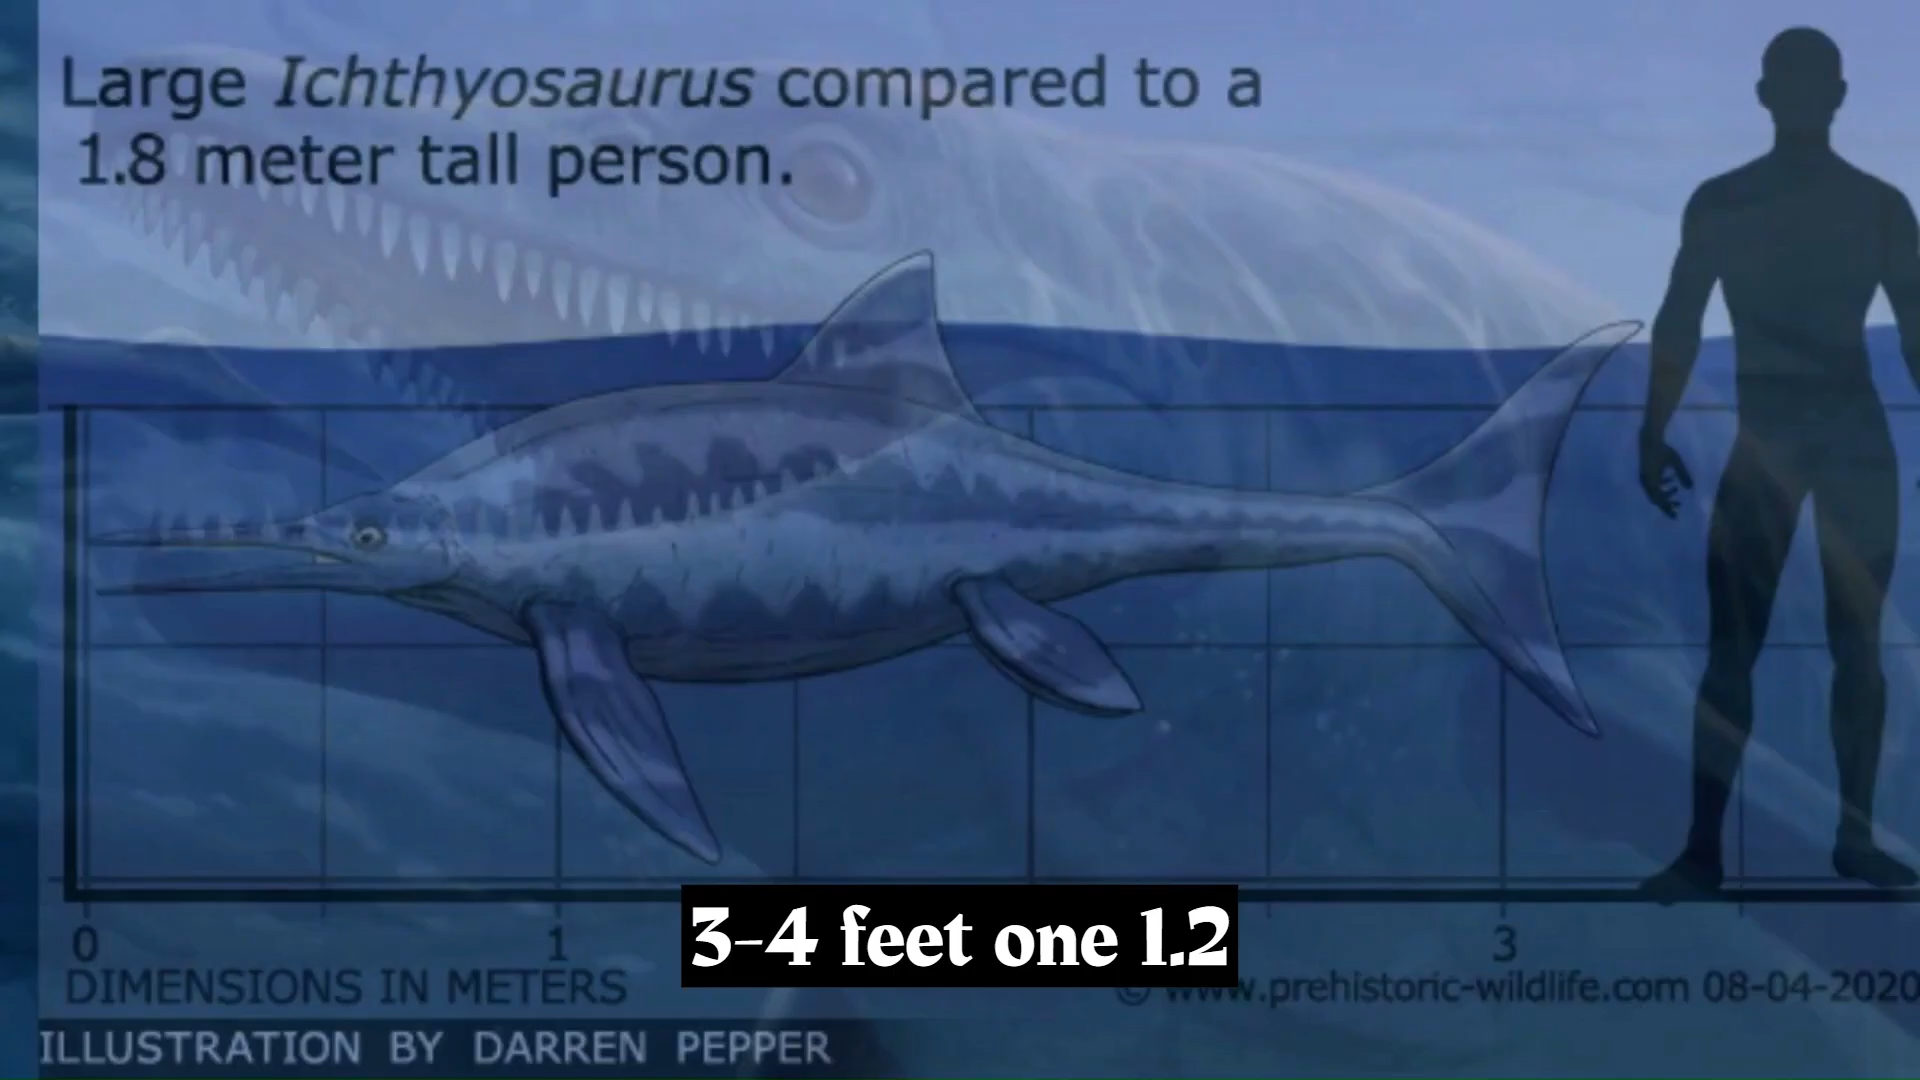 Large Ichthyosaurus compared to a
1.8 meter tall person.
3-4 feet one 1.2
0 1 3
DIMENSIONS IN METERS
© www.prehistoric-wildlife.com 08-04-2020
ILLUSTRATION BY DARREN PEPPER